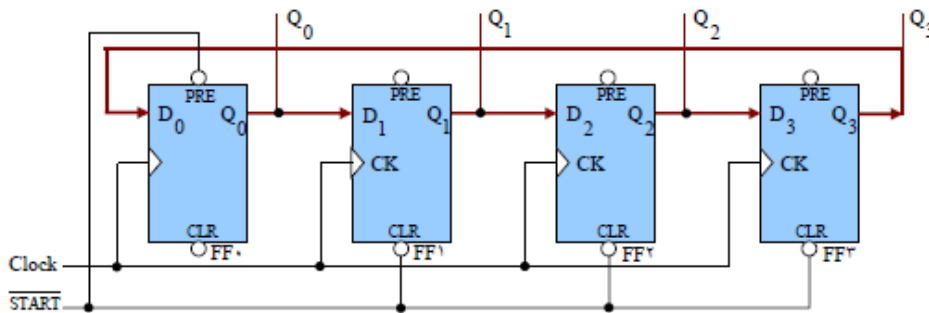 Q0 Q1 Q2 Q3
PRE PRE PRE PRE
D0 Q0 D1 Q1 D2 Q2 D3 Q3
CK CK CK
CLR CLR CLR CLR
FF۰ FF۱ FF۲ FF۳
Clock
START